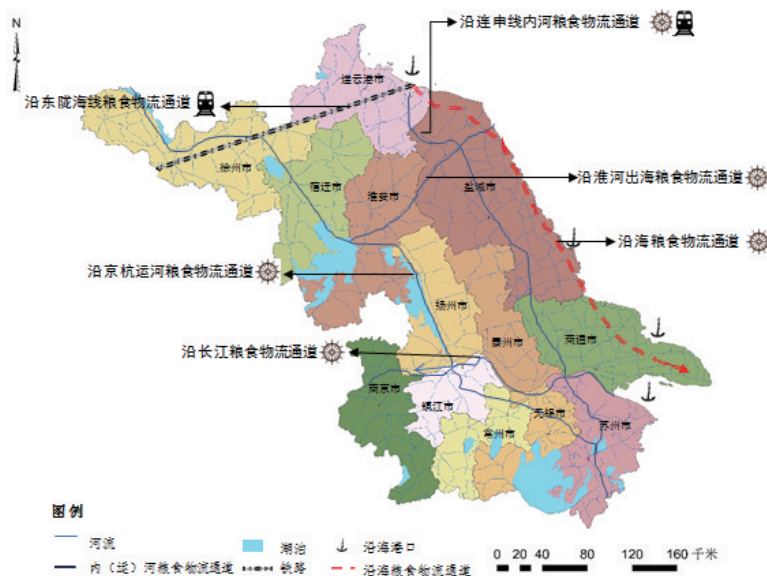 N
沿连申线内河粮食物流通道
连云港市
沿东陇海线粮食物流通道
徐州市
宿迁市
淮安市
盐城市
沿淮河出海粮食物流通道
沿海粮食物流通道
沿京杭运河粮食物流通道
扬州市
泰州市
南通市
沿长江粮食物流通道
南京市
镇江市
无锡市
苏州市
常州市
图例
河流
湖泊
沿海港口
内（运）河粮食物流通道
铁路
沿海粮食物流通道
0 20 40 80 120 160 千米